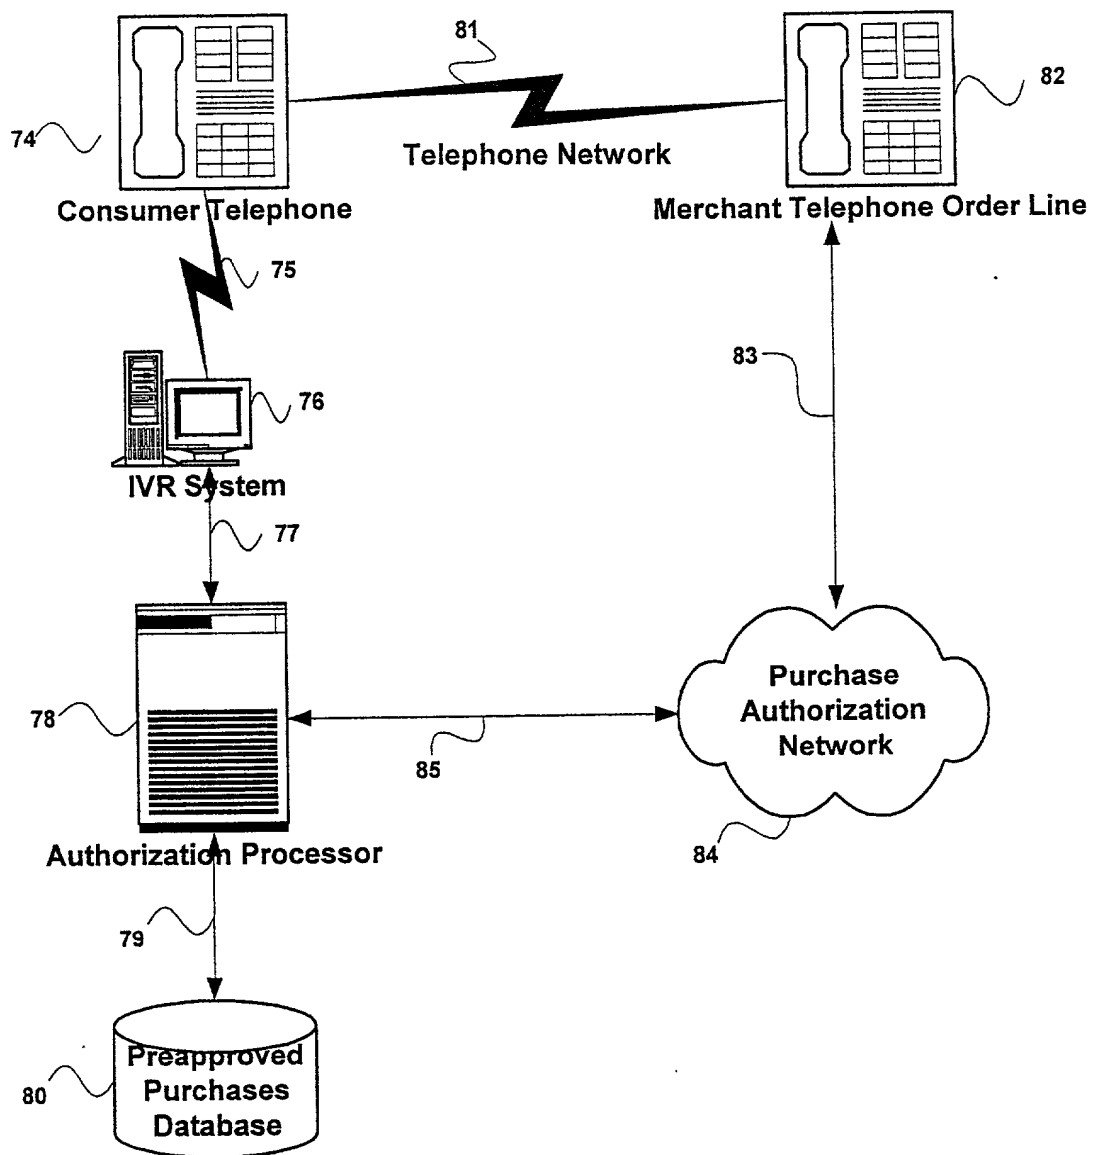 81
82
74
Telephone Network
Consumer Telephone
Merchant Telephone Order Line
75
83
76
IVR System
77
Purchase
Authorization
Network
78
85
84
Authorization Processor
79
Preapproved
Purchases
Database
80